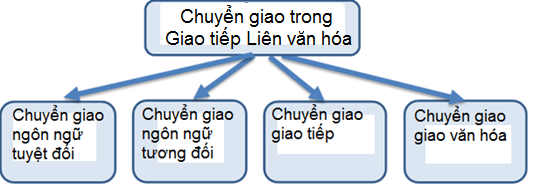 Chuyển giao trong
Giao tiếp Liên văn hóa
Chuyển giao
ngôn ngữ
tuyệt đối
Chuyển giao
ngôn ngữ
tương đối
Chuyển giao
giao tiếp
Chuyển giao
giao văn hóa